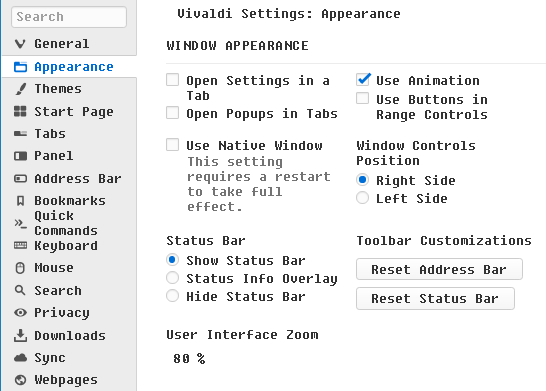 Search
Vivaldi Settings: Appearance
General
Appearance
Themes
Start Page
Tabs
Panel
Address Bar
Bookmarks
Quick
Commands
Keyboard
Mouse
Search
Privacy
Downloads
Sync
Webpages
WINDOW APPEARANCE
Open Settings in a
Tab
Open Popups in Tabs
Use Native Window
This setting
requires a restart
to take full
effect.
Use Animation
Use Buttons in
Range Controls
Window Controls
Position
Right Side
Left Side
Status Bar
Show Status Bar
Status Info Overlay
Hide Status Bar
Toolbar Customizations
Reset Address Bar
Reset Status Bar
User Interface Zoom
80 %